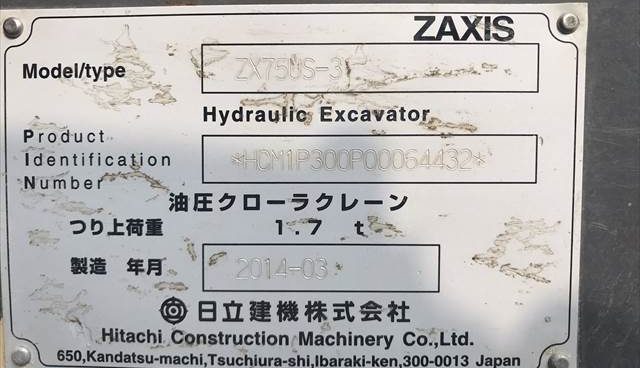 ZAXIS
Model/type ZX75US-3
Hydraulic Excavator
Product
Identification *HCM1P300P00064432*
Number
油圧クローラクレーン
つり上荷重 1.7 t
製造 年月 2014-03
日立建機株式会社
Hitachi Construction Machinery Co.,Ltd.
650,Kandatsu-machi,Tsuchiura-shi,Ibaraki-ken,300-0013 Japan